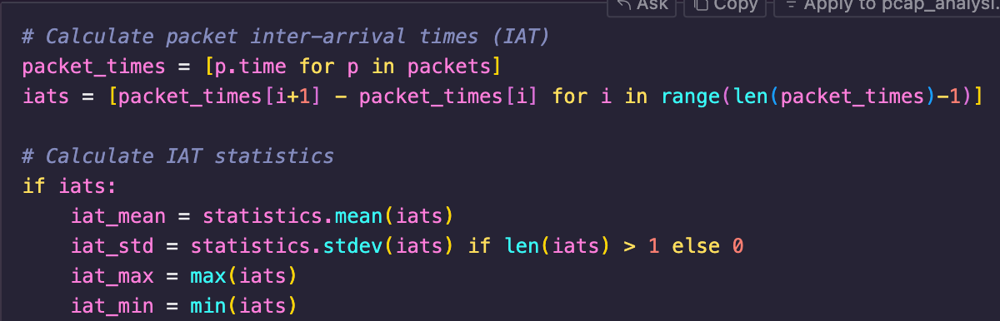 Ask Copy Apply to pcap_analysi.
# Calculate packet inter-arrival times (IAT)
packet_times = [p.time for p in packets]
iats = [packet_times[i+1] - packet_times[i] for i in range(len(packet_times)-1)]
# Calculate IAT statistics
if iats:
    iat_mean = statistics.mean(iats)
    iat_std = statistics.stdev(iats) if len(iats) > 1 else 0
    iat_max = max(iats)
    iat_min = min(iats)